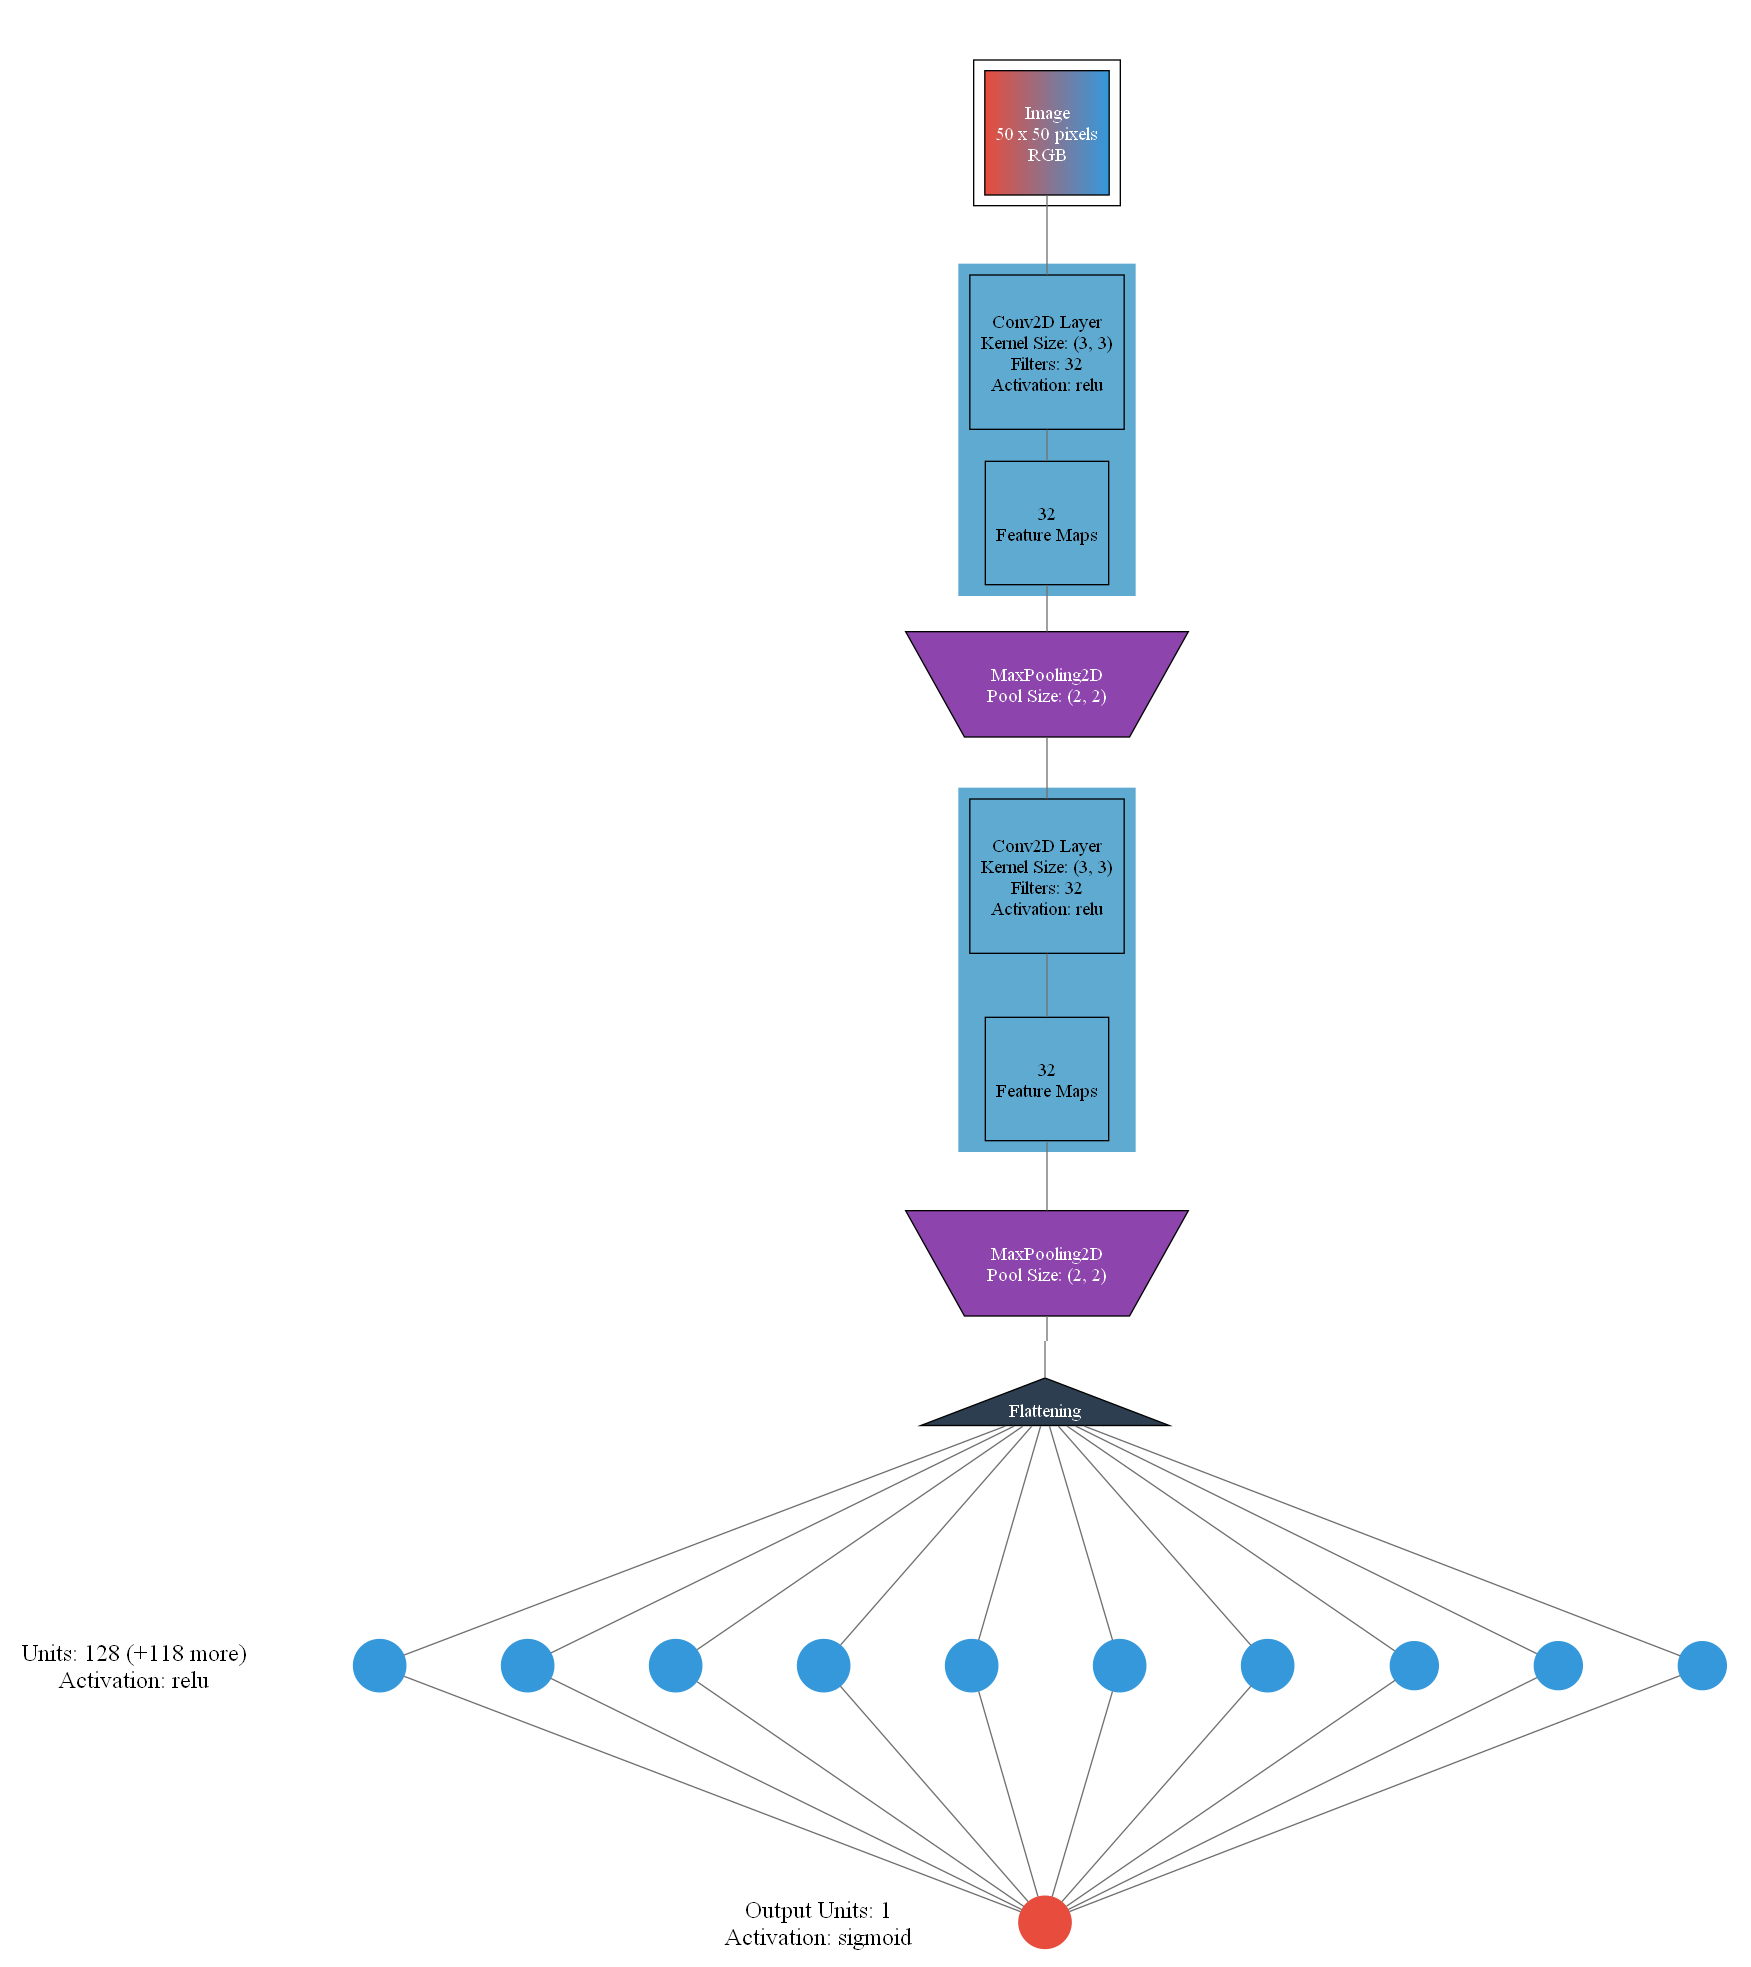 Image
50 x 50 pixels
RGB
Conv2D Layer
Kernel Size: (3, 3)
Filters: 32
Activation: relu
32
Feature Maps
MaxPooling2D
Pool Size: (2, 2)
Conv2D Layer
Kernel Size: (3, 3)
Filters: 32
Activation: relu
32
Feature Maps
MaxPooling2D
Pool Size: (2, 2)
Flattening
Units: 128 (+118 more)
Activation: relu
Output Units: 1
Activation: sigmoid